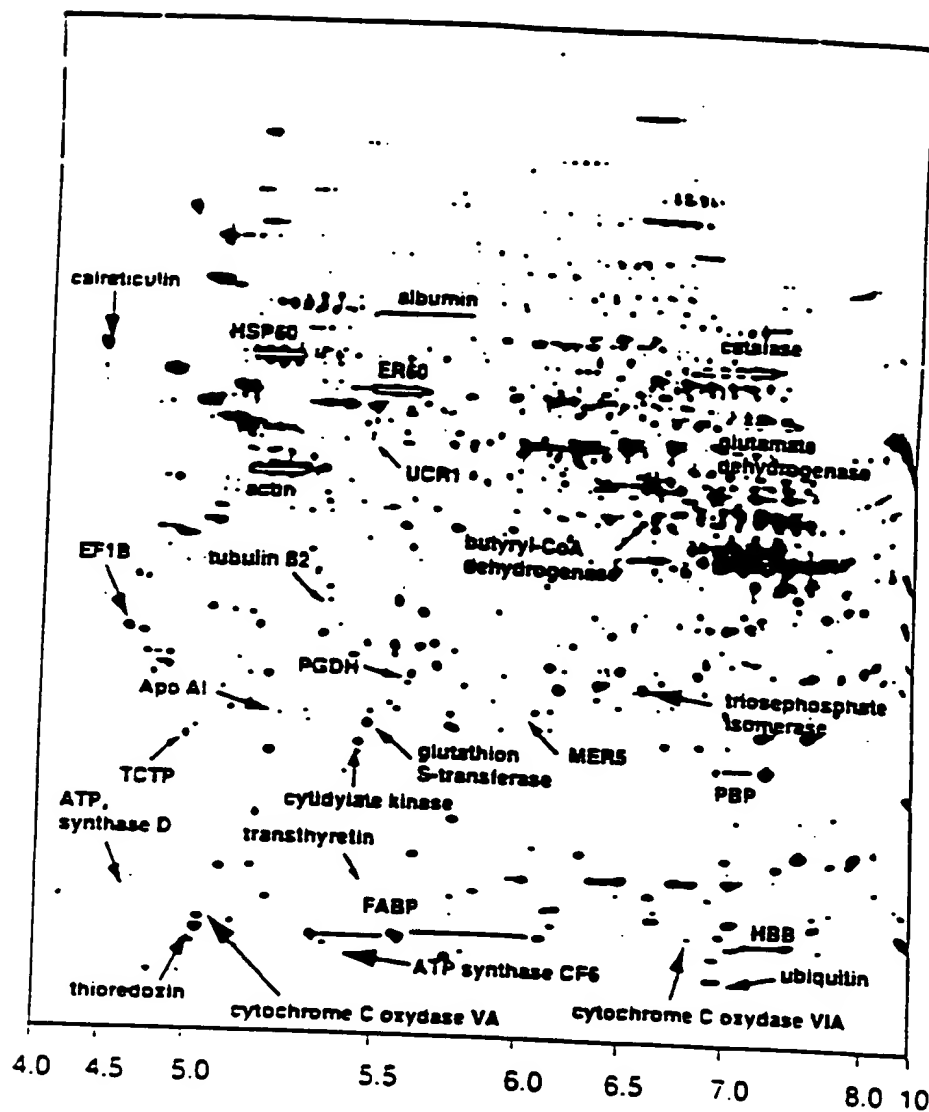 calreticulin
albumin
HSP60
catalase
ER60
glutamate
dehydrogenase
UCR1
actin
butyryl-CoA
dehydrogenase
EF1B
tubulin B2
PGDH
Apo AI
triosephosphate
isomerase
glutathion
S-transferase
MER5
TCTP
PBP
cytidylate kinase
ATP.
synthase D
transthyretin
FABP
HBB
ATP synthase CF6
ubiquitin
thioredoxin
cytochrome C oxydase VA
cytochrome C oxydase VIA
4.0 4.5 5.0 5.5 6.0 6.5 7.0 8.0 10